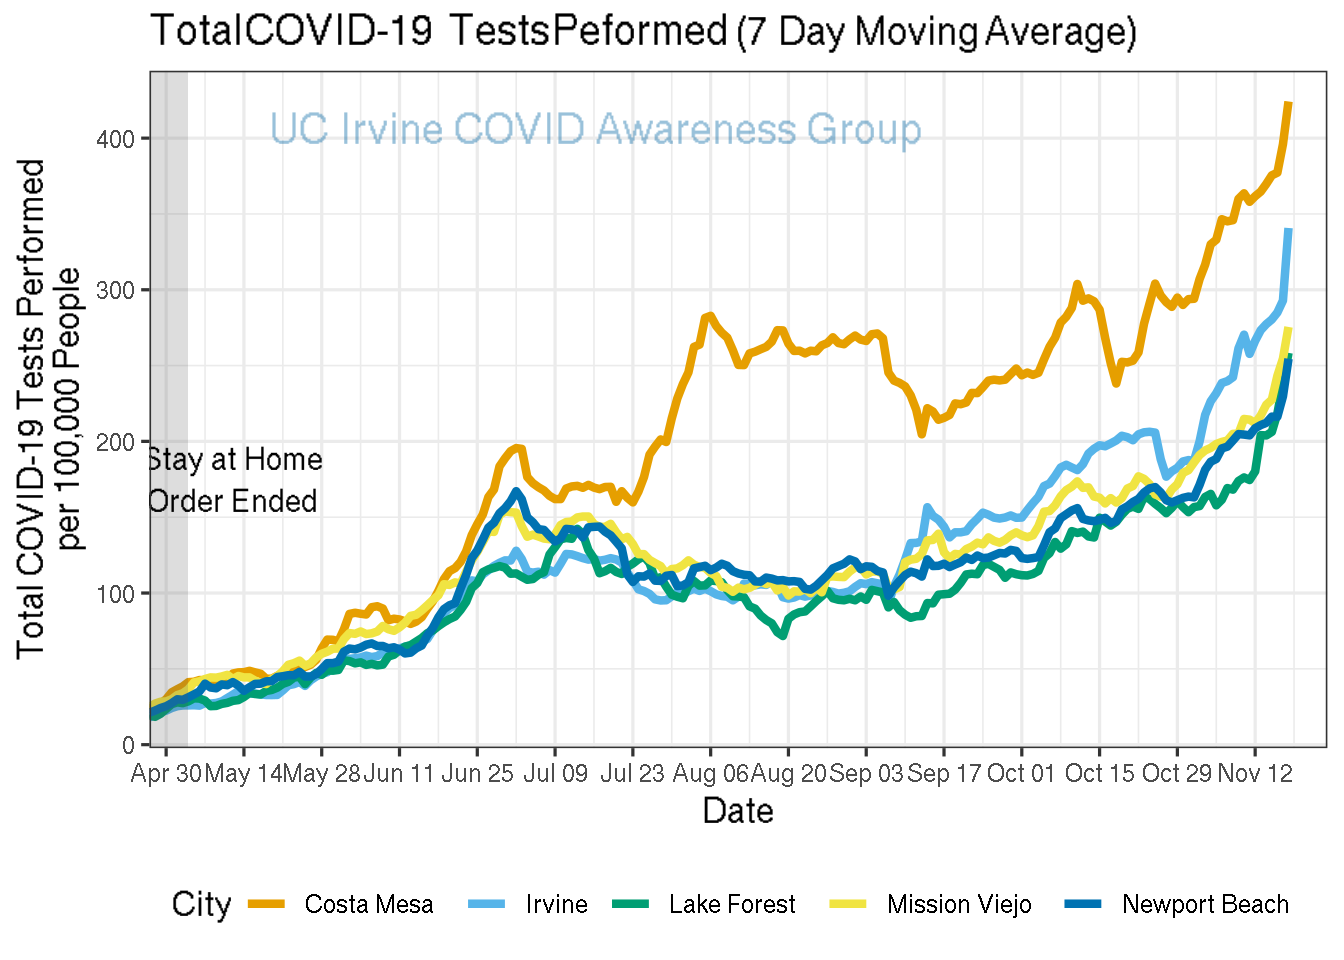 TotalCOVID-19 TestsPeformed (7 Day Moving Average)
UC Irvine COVID Awareness Group
Total COVID-19 Tests Performed
per 100,000 People
400
300
200
100
0
Stay at Home
Order Ended
Apr 30 May 14 May 28 Jun 11 Jun 25 Jul 09 Jul 23 Aug 06 Aug 20 Sep 03 Sep 17 Oct 01 Oct 15 Oct 29 Nov 12
Date
City Costa Mesa Irvine Lake Forest Mission Viejo Newport Beach